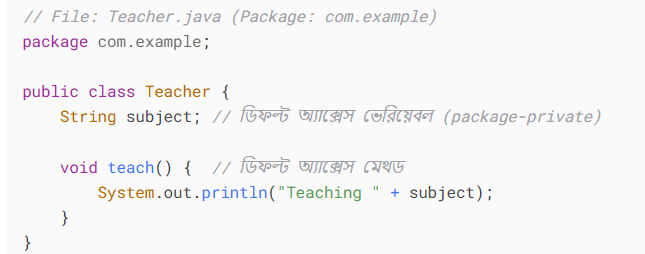 // File: Teacher.java (Package: com.example)
package com.example;
public class Teacher {
String subject; // ডিফল্ট অ্যাক্সেস ভেরিয়েবল (package-private)
void teach() { // ডিফল্ট অ্যাক্সেস মেথড
System.out.println("Teaching " + subject);
}
}